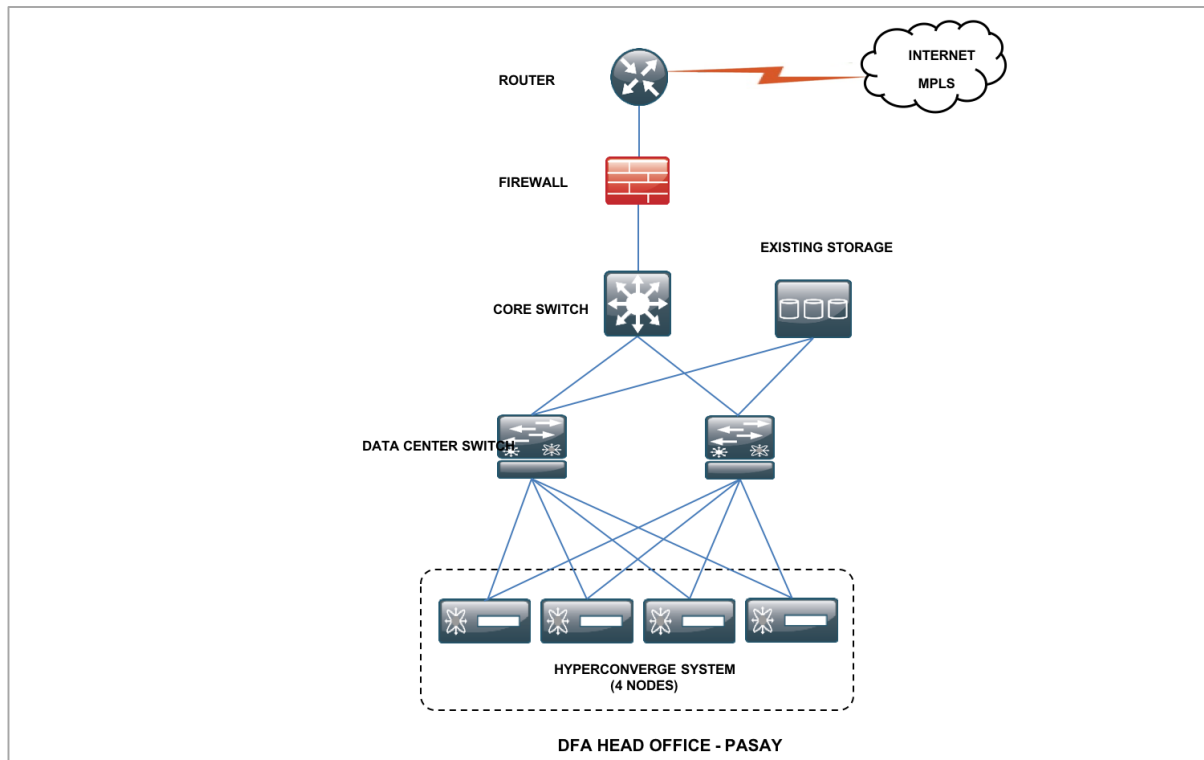 INTERNET
MPLS
ROUTER
FIREWALL
EXISTING STORAGE
CORE SWITCH
DATA CENTER SWITCH
HYPERCONVERGE SYSTEM
(4 NODES)
DFA HEAD OFFICE - PASAY